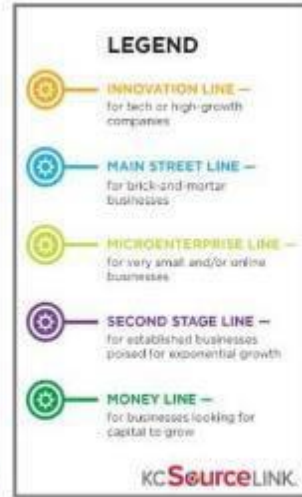 LEGEND
INNOVATION LINE —
for tech or high-growth
companies
MAIN STREET LINE —
for brick-and-mortar
businesses
MICROENTERPRISE LINE —
for very small and/or online
businesses
SECOND STAGE LINE —
for established businesses
poised for exponential growth
MONEY LINE —
for businesses looking for
capital to grow
KCSourceLINK.